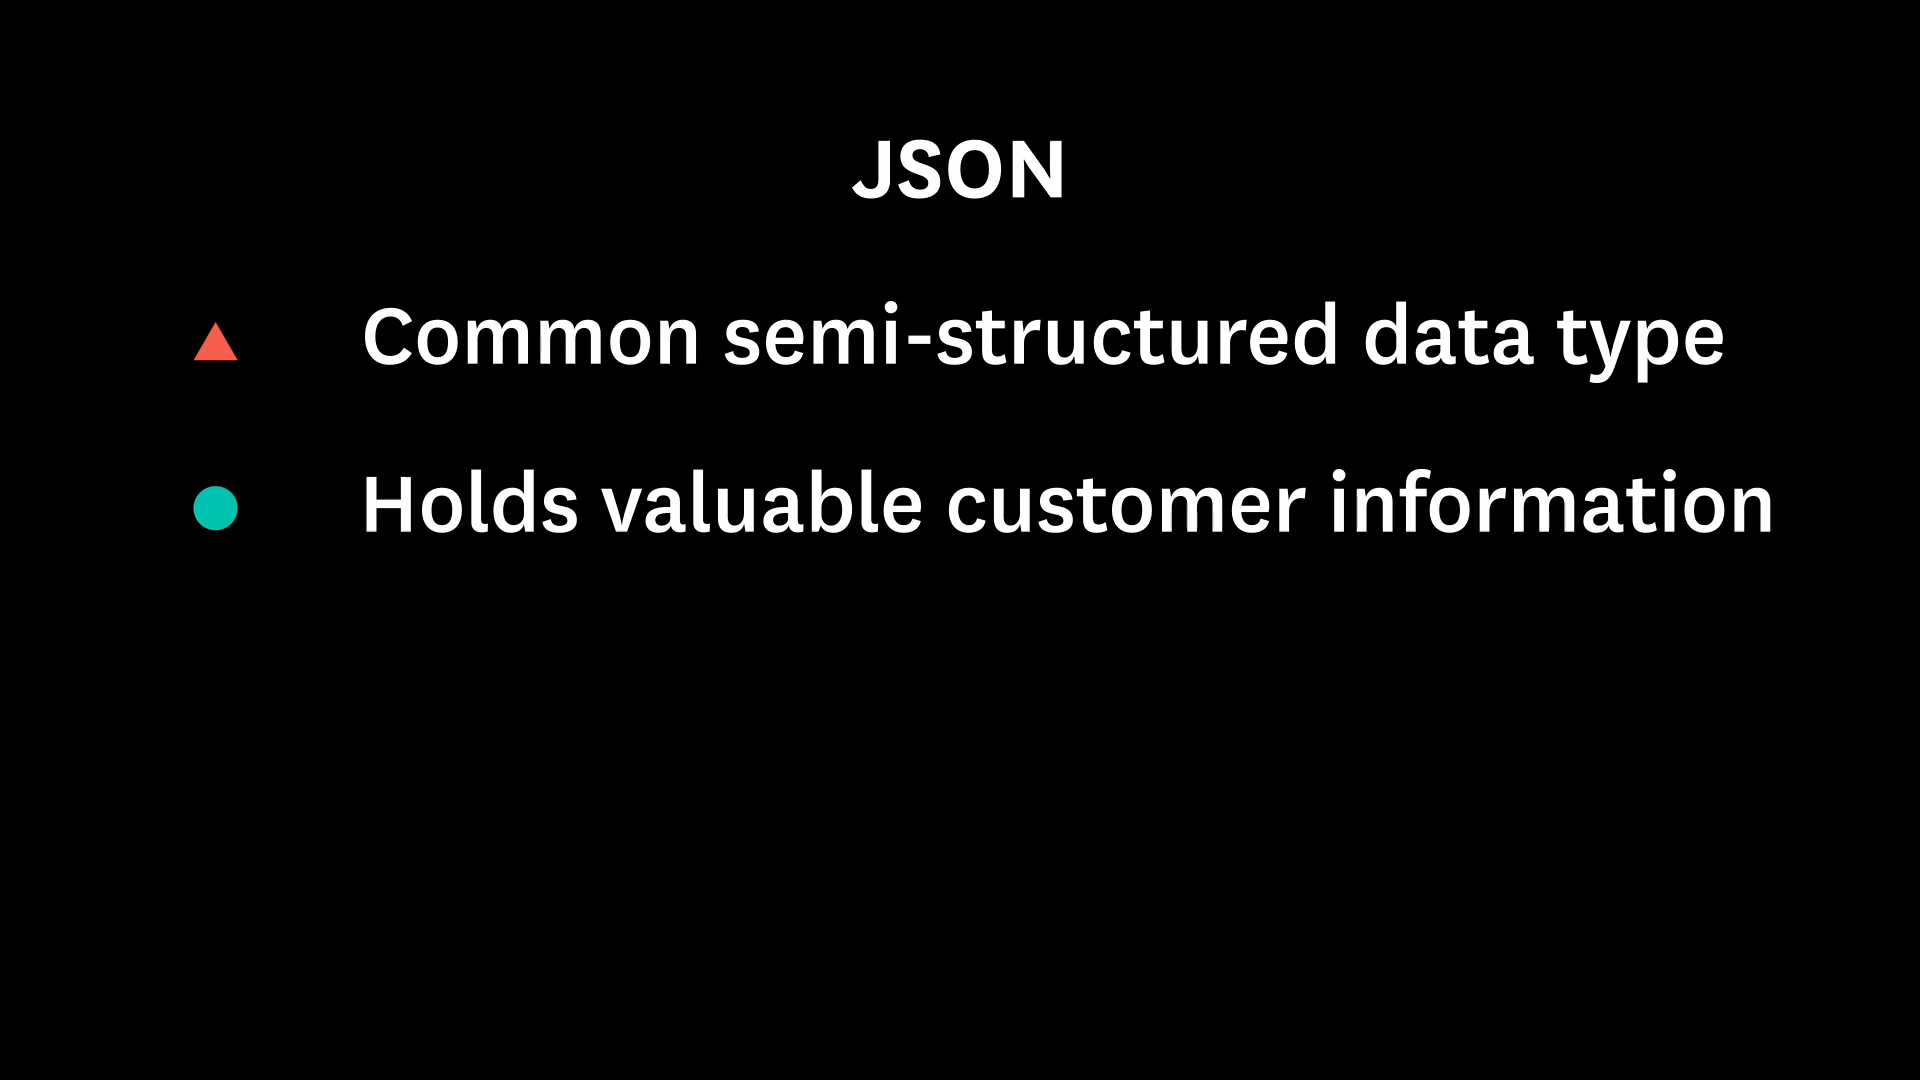 JSON
Common semi-structured data type
Holds valuable customer information